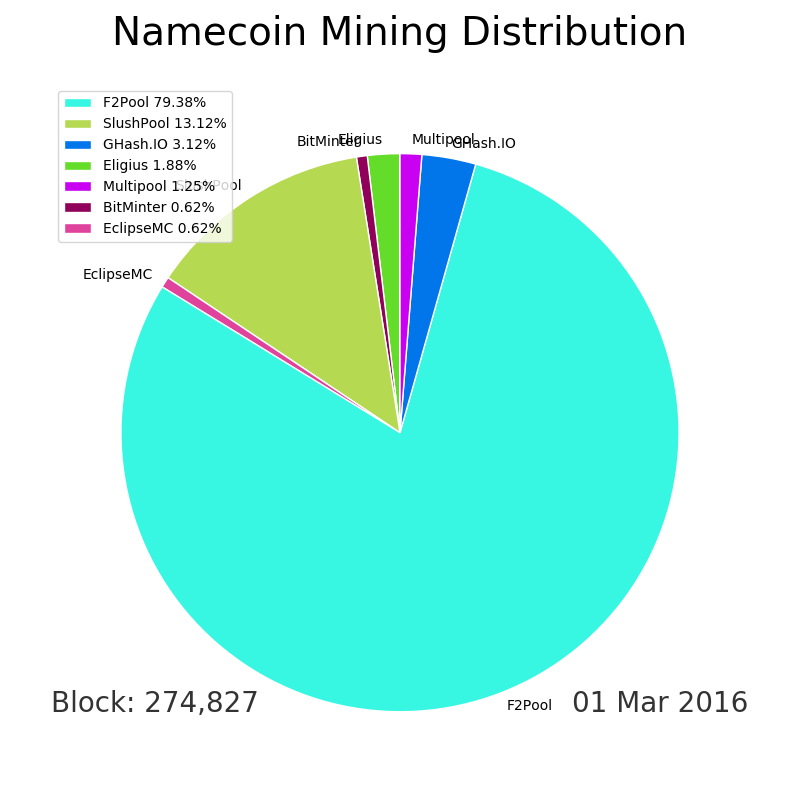 Namecoin Mining Distribution
F2Pool 79.38%
SlushPool 13.12%
GHash.IO 3.12%
Eligius 1.88%
Multipool 1.25%
BitMinter 0.62%
EclipseMC 0.62%
BitMinter
Eligius
Multipool
GHash.IO
SlushPool
EclipseMC
F2Pool
Block: 274,827
01 Mar 2016